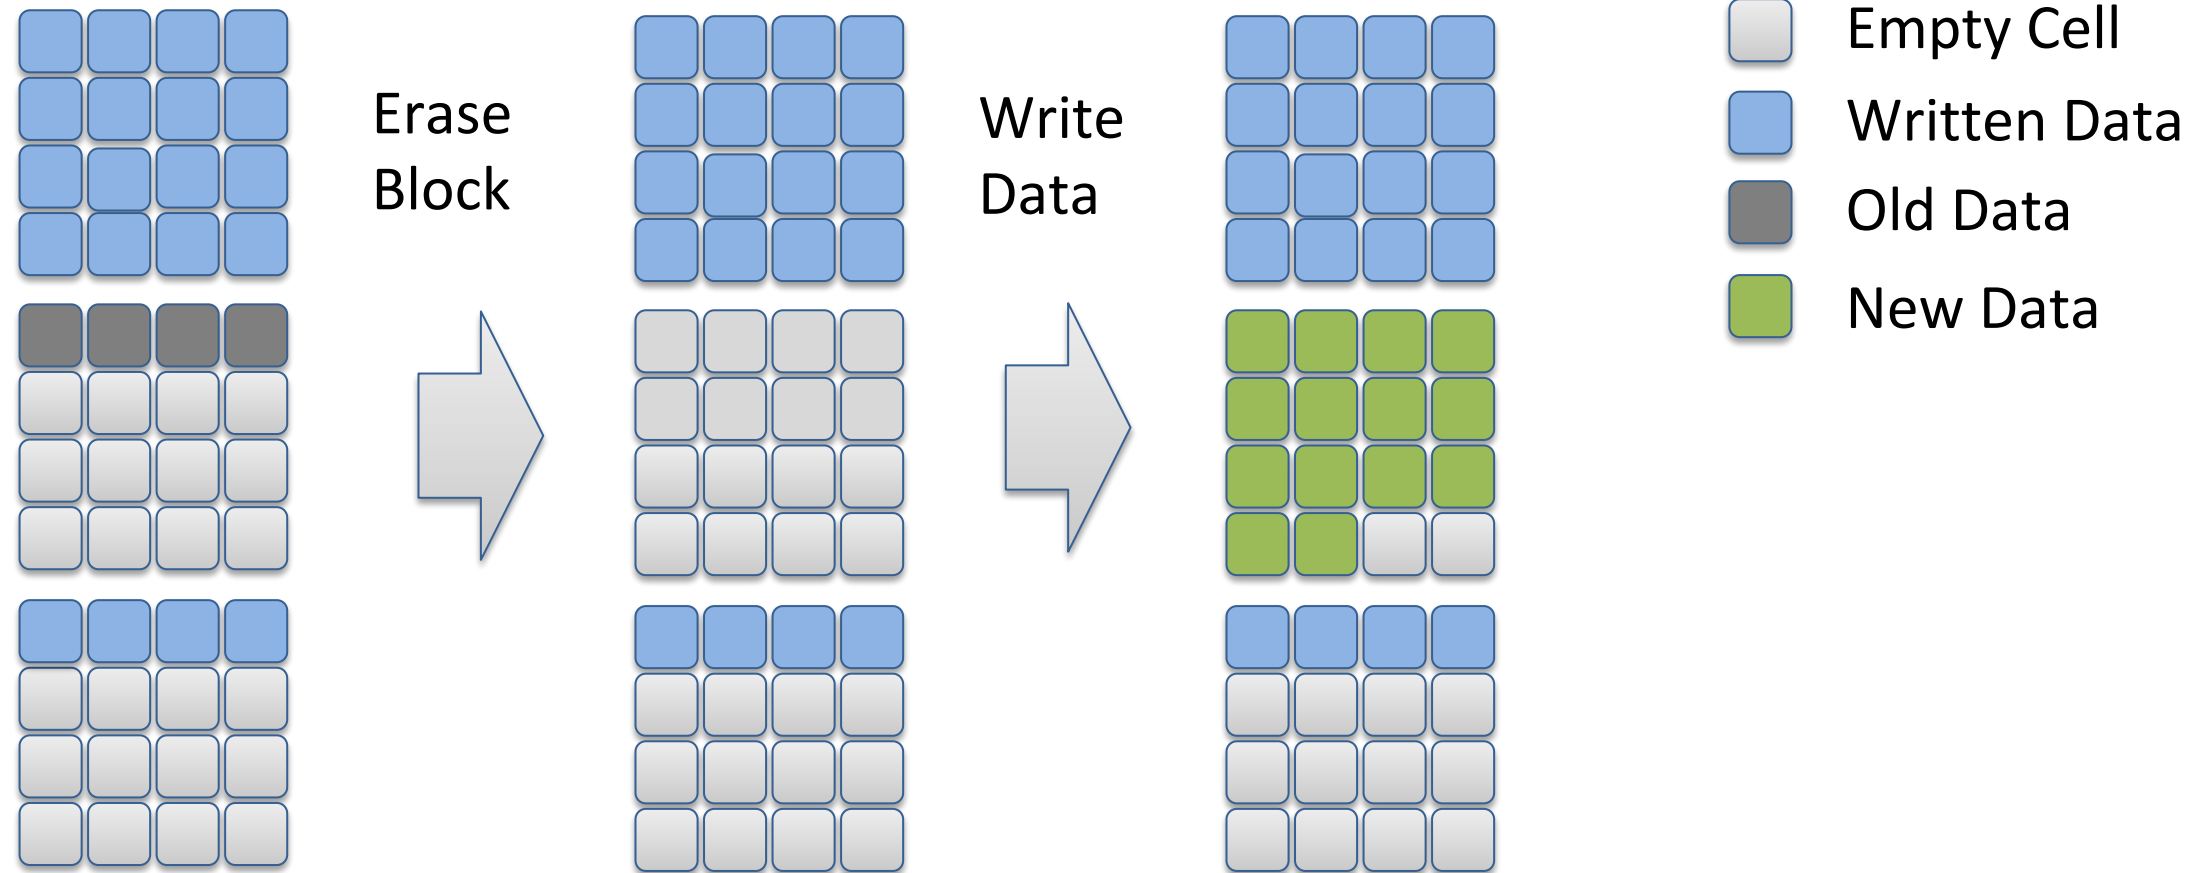 Erase
Block
Write
Data
Empty Cell
Written Data
Old Data
New Data